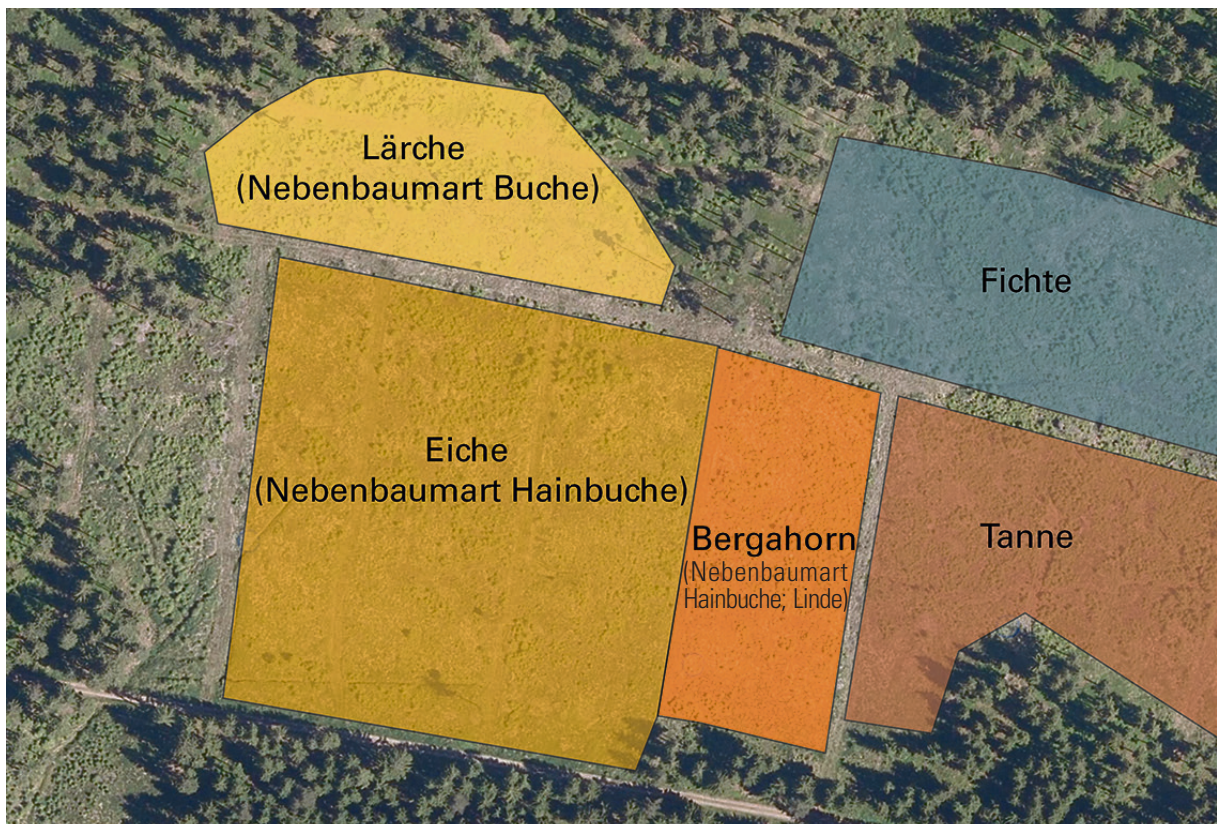 Lärche
(Nebenbaumart Buche)
Fichte
Eiche
(Nebenbaumart Hainbuche)
Bergahorn
(Nebenbaumart
Hainbuche; Linde)
Tanne